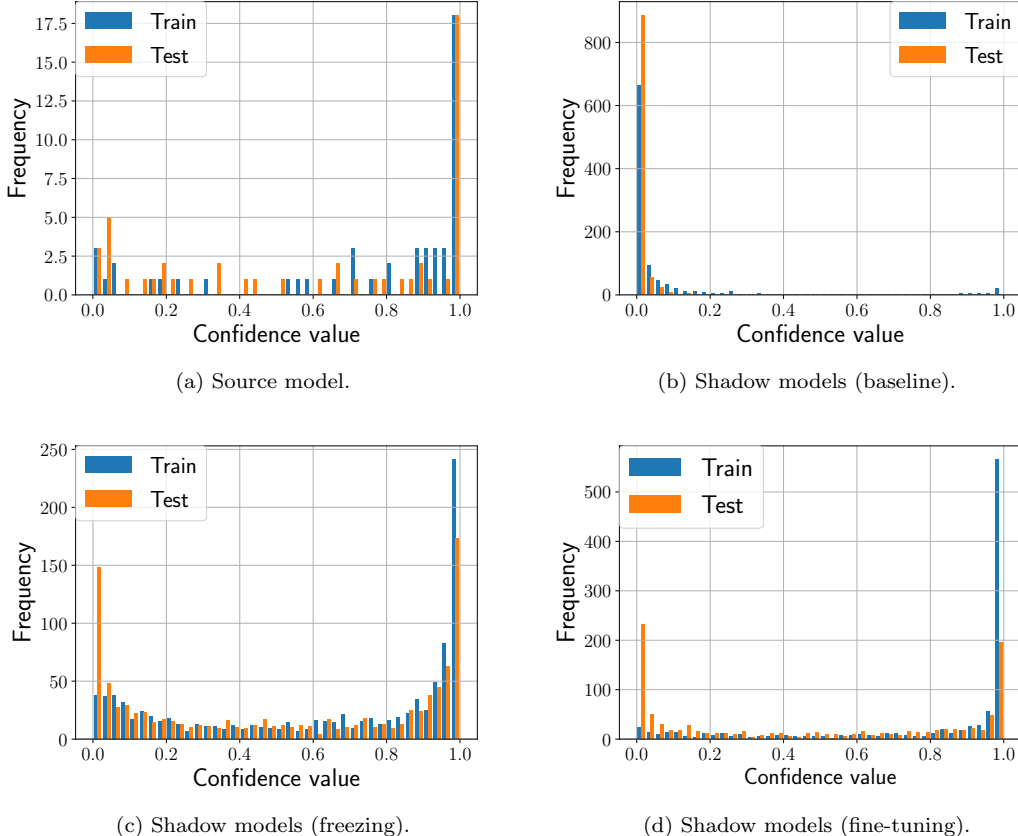 17.5
15.0
12.5
10.0
7.5
5.0
2.5
0.0
Frequency
Train
Test
0.0 0.2 0.4 0.6 0.8 1.0
Confidence value
(a) Source model.
800
600
400
200
0
Frequency
Train
Test
0.0 0.2 0.4 0.6 0.8 1.0
Confidence value
(b) Shadow models (baseline).
250
200
150
100
50
0
Frequency
Train
Test
0.0 0.2 0.4 0.6 0.8 1.0
Confidence value
(c) Shadow models (freezing).
500
400
300
200
100
0
Frequency
Train
Test
0.0 0.2 0.4 0.6 0.8 1.0
Confidence value
(d) Shadow models (fine-tuning).